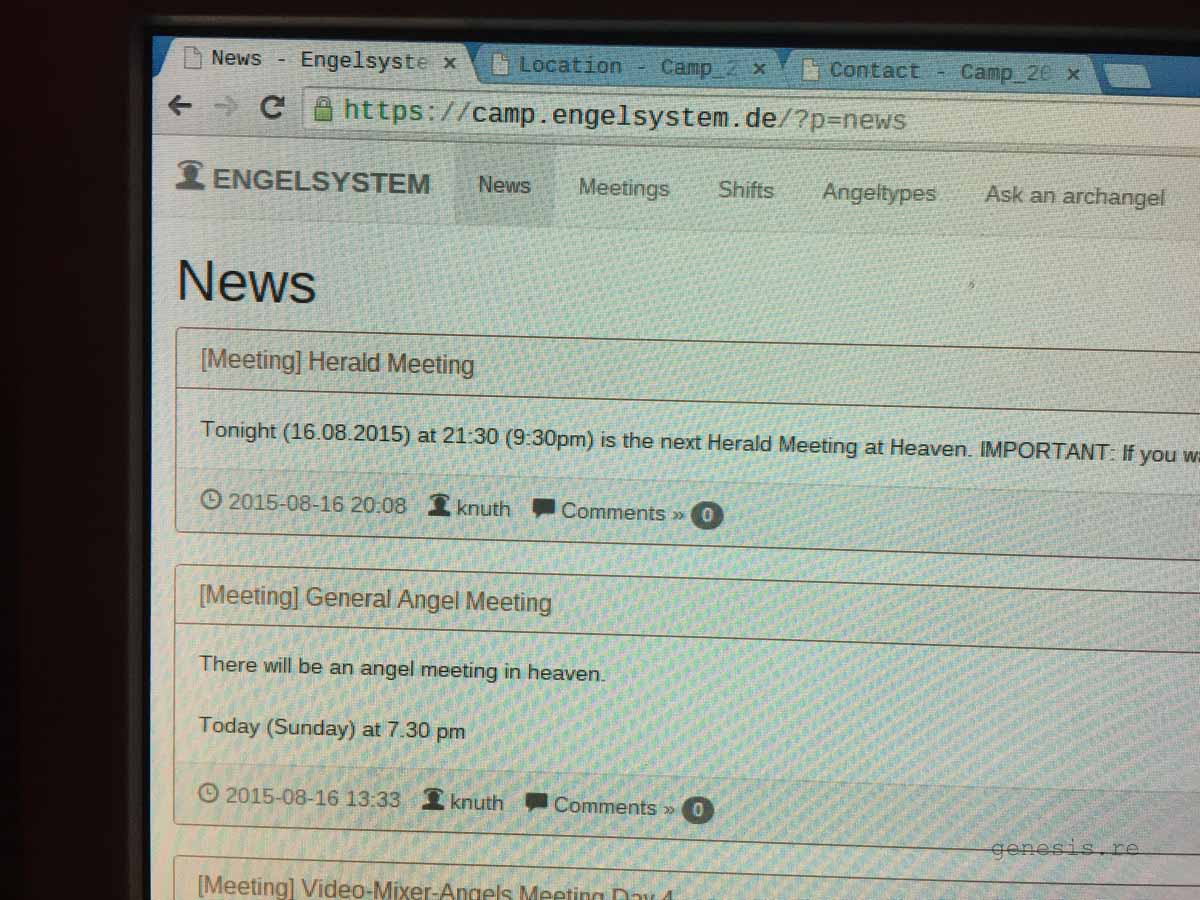 News - Engelsyste × Location - Camp_2 × Contact - Camp_20 ×
https://camp.engelsystem.de/?p=news
ENGELSYSTEM News Meetings Shifts Angeltypes Ask an archangel
News
[Meeting] Herald Meeting
Tonight (16.08.2015) at 21:30 (9:30pm) is the next Herald Meeting at Heaven. IMPORTANT: If you wa
2015-08-16 20:08 knuth Comments » 0
[Meeting] General Angel Meeting
There will be an angel meeting in heaven.
Today (Sunday) at 7.30 pm
2015-08-16 13:33 knuth Comments » 0
genesis.re
[Meeting] Video-Mixer-Angels Meeting Day 4